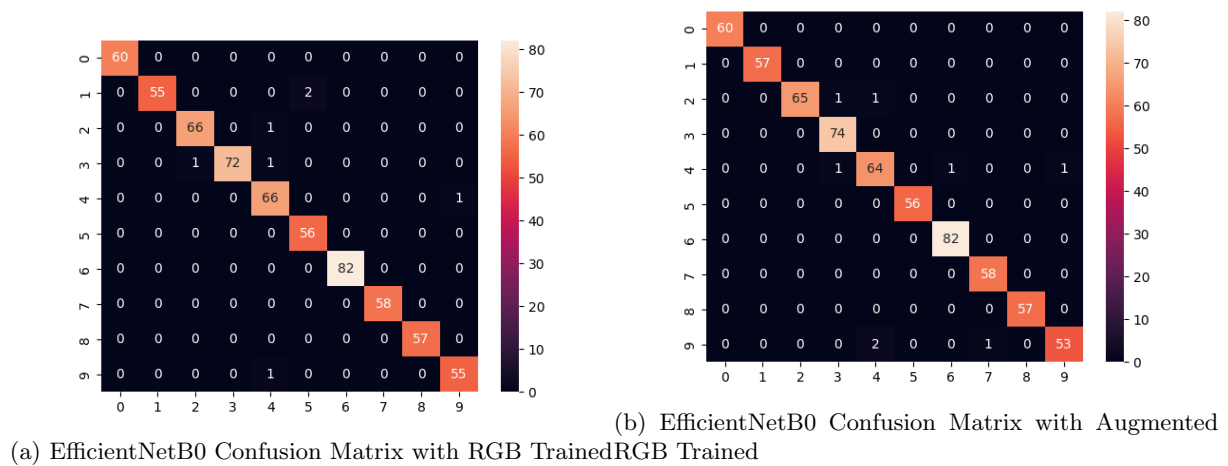 0 60 0 0 0 0 0 0 0 0 0
1 0 55 0 0 0 2 0 0 0 0
2 0 0 66 0 1 0 0 0 0 0
3 0 0 1 72 1 0 0 0 0 0
4 0 0 0 0 66 0 0 0 0 1
5 0 0 0 0 0 56 0 0 0 0
6 0 0 0 0 0 0 82 0 0 0
7 0 0 0 0 0 0 0 58 0 0
8 0 0 0 0 0 0 0 0 57 0
9 0 0 0 0 1 0 0 0 0 55
0 1 2 3 4 5 6 7 8 9
80
70
60
50
40
30
20
10
0
(a) EfficientNetB0 Confusion Matrix with RGB Trained
0 60 0 0 0 0 0 0 0 0 0
1 0 57 0 0 0 0 0 0 0 0
2 0 0 65 1 1 0 0 0 0 0
3 0 0 0 74 0 0 0 0 0 0
4 0 0 0 1 64 0 1 0 0 1
5 0 0 0 0 0 56 0 0 0 0
6 0 0 0 0 0 0 82 0 0 0
7 0 0 0 0 0 0 0 58 0 0
8 0 0 0 0 0 0 0 0 57 0
9 0 0 0 0 2 0 0 1 0 53
0 1 2 3 4 5 6 7 8 9
80
70
60
50
40
30
20
10
0
(b) EfficientNetB0 Confusion Matrix with Augmented
RGB Trained